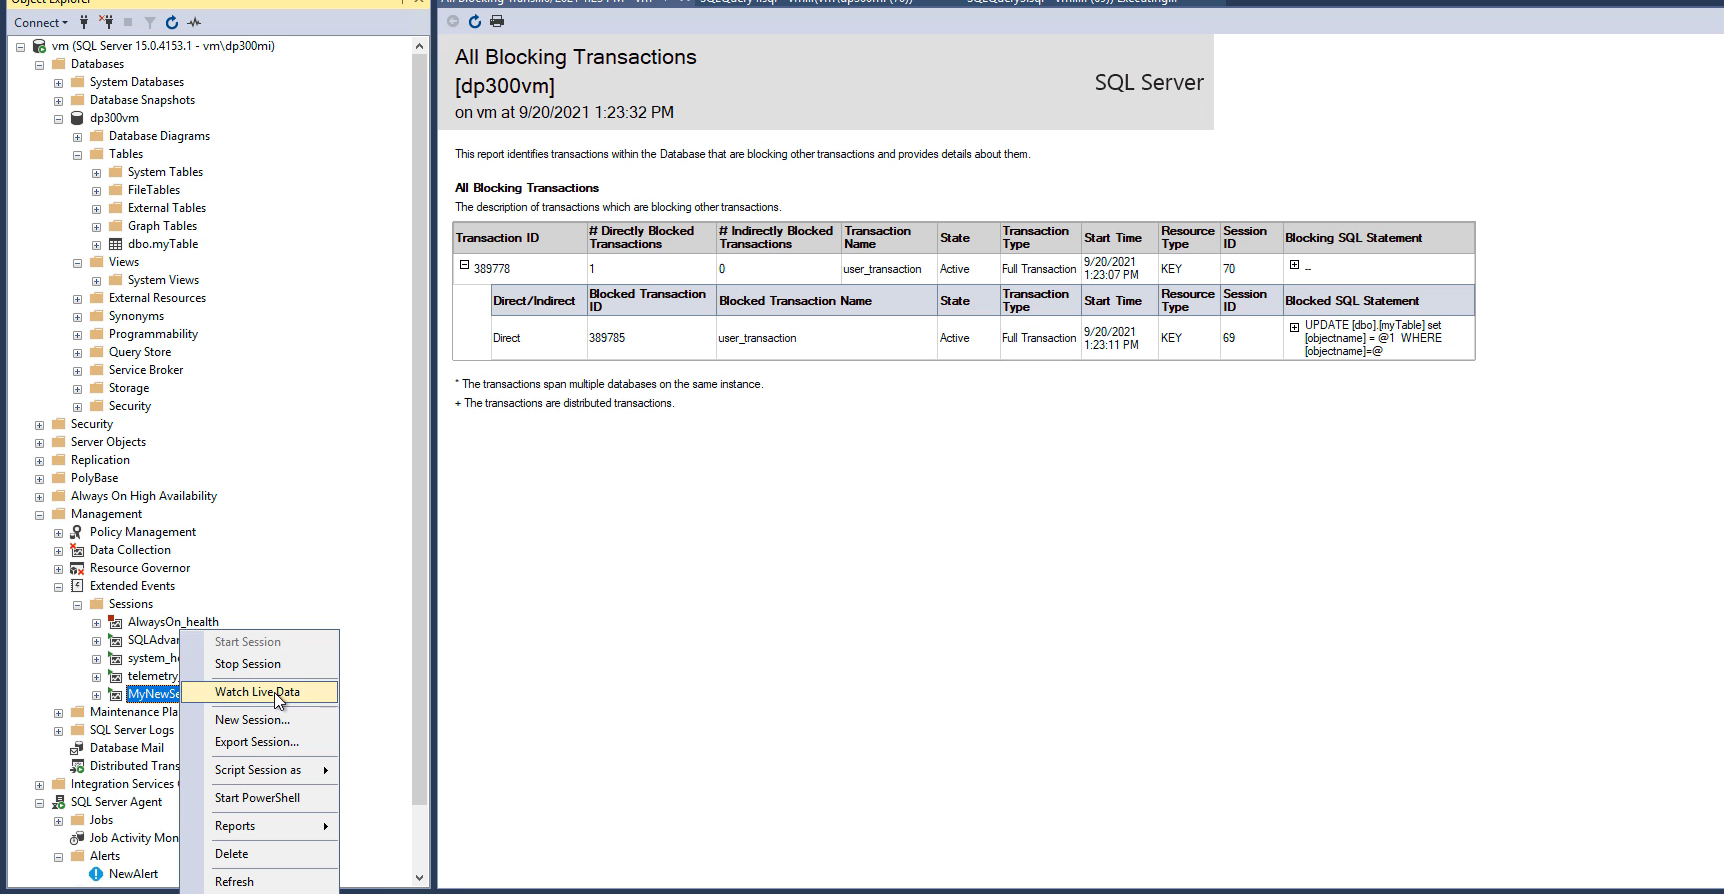 Object Explorer
Connect
vm (SQL Server 15.0.4153.1 - vm\dp300mi)
Databases
System Databases
Database Snapshots
dp300vm
Database Diagrams
Tables
System Tables
FileTables
External Tables
Graph Tables
dbo.myTable
Views
System Views
External Resources
Synonyms
Programmability
Query Store
Service Broker
Storage
Security
Security
Server Objects
Replication
PolyBase
Always On High Availability
Management
Policy Management
Data Collection
Resource Governor
Extended Events
Sessions
AlwaysOn_health
SQLAdvan
system_he
telemetry_
MyNewSe
Maintenance Pla
SQL Server Logs
Database Mail
Distributed Trans
Integration Services
SQL Server Agent
Jobs
Job Activity Mon
Alerts
NewAlert
Start Session
Stop Session
Watch Live Data
New Session...
Export Session...
Script Session as
Start PowerShell
Reports
Delete
Refresh
All Blocking Transactions
[dp300vm]
on vm at 9/20/2021 1:23:32 PM
SQL Server
This report identifies transactions within the Database that are blocking other transactions and provides details about them.
All Blocking Transactions
The description of transactions which are blocking other transactions.
Transaction ID # Directly Blocked Transactions # Indirectly Blocked Transactions Transaction Name State Transaction Type Start Time Resource Type Session ID Blocking SQL Statement
389778 1 0 user_transaction Active Full Transaction 9/20/2021 1:23:07 PM KEY 70 --
Direct/Indirect Blocked Transaction ID Blocked Transaction Name State Transaction Type Start Time Resource Type Session ID Blocked SQL Statement
Direct 389785 user_transaction Active Full Transaction 9/20/2021 1:23:11 PM KEY 69 UPDATE [dbo].[myTable] set [objectname] = @1 WHERE [objectname]=@
* The transactions span multiple databases on the same instance.
+ The transactions are distributed transactions.